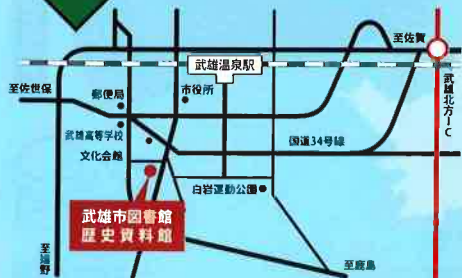 至佐賀
武雄温泉駅
武雄北方IC
至佐世保
郵便局
市役所
武雄高等学校
国道34号線
文化会館
白岩運動公園
武雄市図書館
歴史資料館
至嬉野
至鹿島